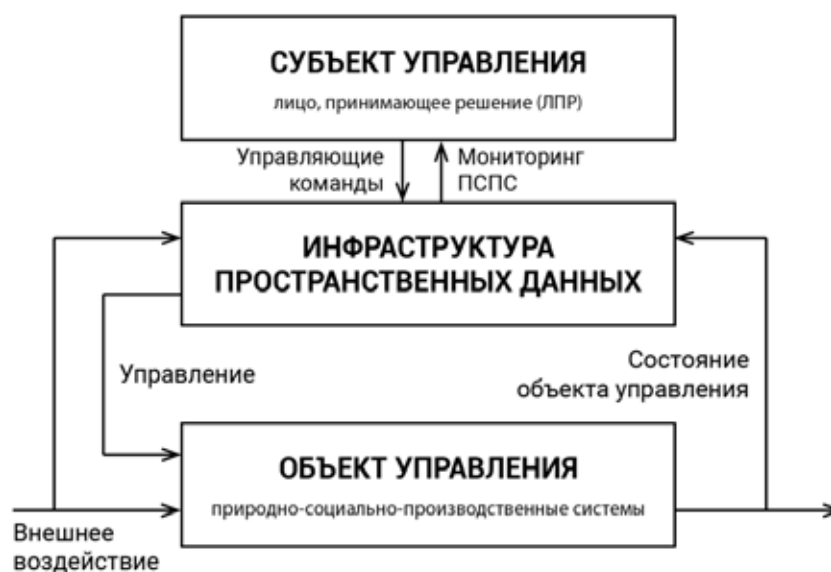 СУБЪЕКТ УПРАВЛЕНИЯ
лицо, принимающее решение (ЛПР)
Управляющие
команды
Мониторинг
ПСПС
ИНФРАСТРУКТУРА
ПРОСТРАНСТВЕННЫХ ДАННЫХ
Управление
Состояние
объекта управления
ОБЪЕКТ УПРАВЛЕНИЯ
природно-социально-производственные системы
Внешнее
воздействие